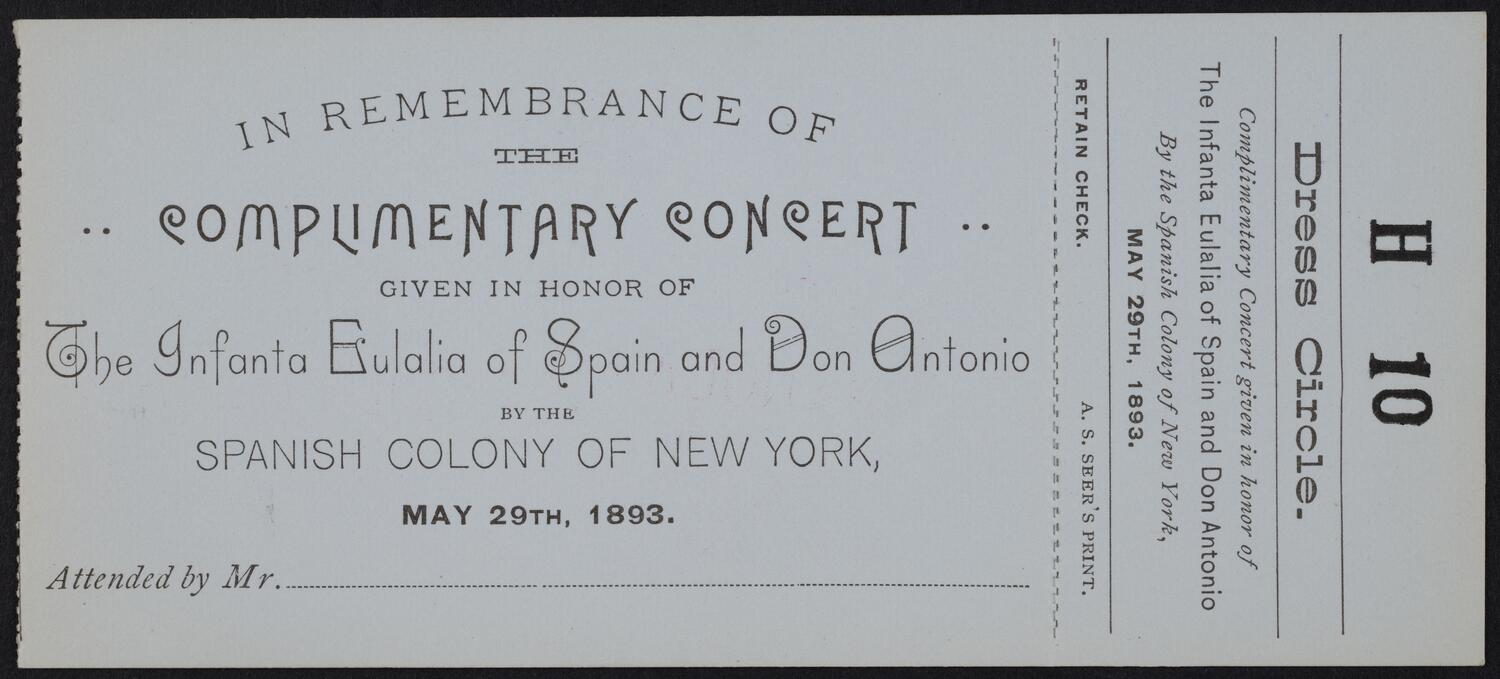 IN REMEMBRANCE OF
THE
.. COMPLIMENTARY CONCERT ..
GIVEN IN HONOR OF
The Infanta Eulalia of Spain and Don Antonio
BY THE
SPANISH COLONY OF NEW YORK,
MAY 29TH, 1893.
Attended by Mr.
H 10
Dress Circle.
Complimentary Concert given in honor of
The Infanta Eulalia of Spain and Don Antonio
By the Spanish Colony of New York,
MAY 29TH, 1893.
RETAIN CHECK. A. S. SEER'S PRINT.